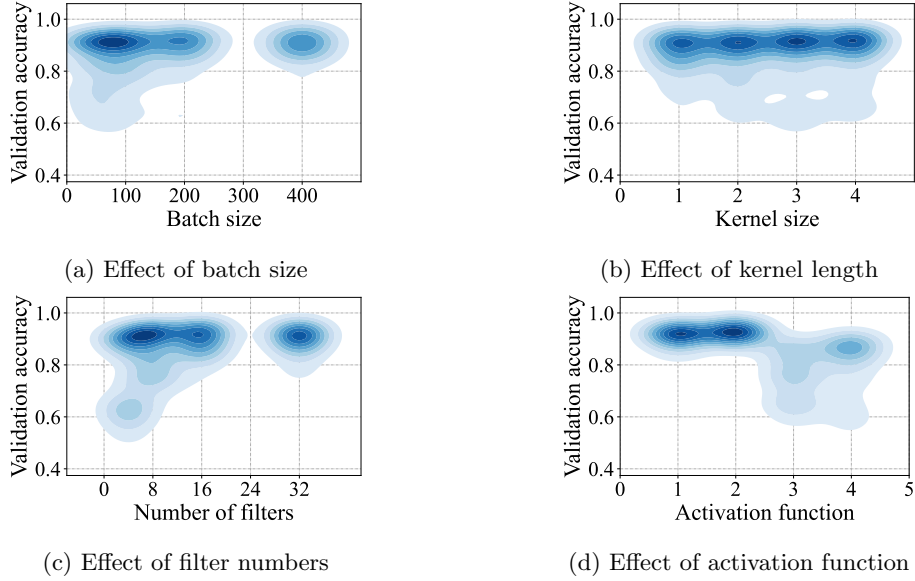 Validation accuracy
1.0
0.8
0.6
0.4
0 100 200 300 400
Batch size
(a) Effect of batch size
Validation accuracy
1.0
0.8
0.6
0.4
0 1 2 3 4
Kernel size
(b) Effect of kernel length
Validation accuracy
1.0
0.8
0.6
0.4
0 8 16 24 32
Number of filters
(c) Effect of filter numbers
Validation accuracy
1.0
0.8
0.6
0.4
0 1 2 3 4 5
Activation function
(d) Effect of activation function